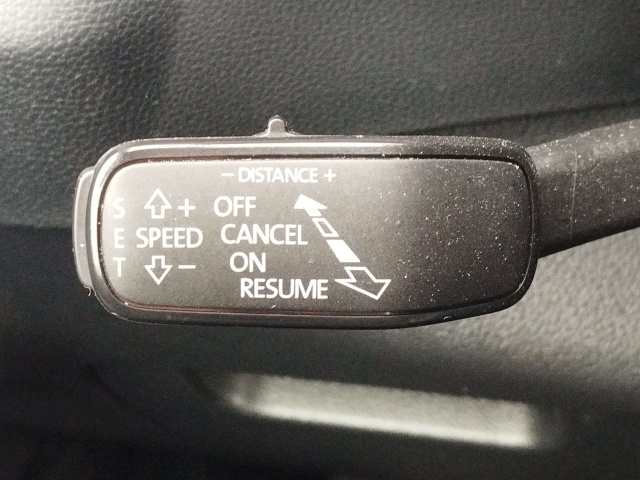 - DISTANCE +
S + OFF
E SPEED CANCEL
T - ON
RESUME